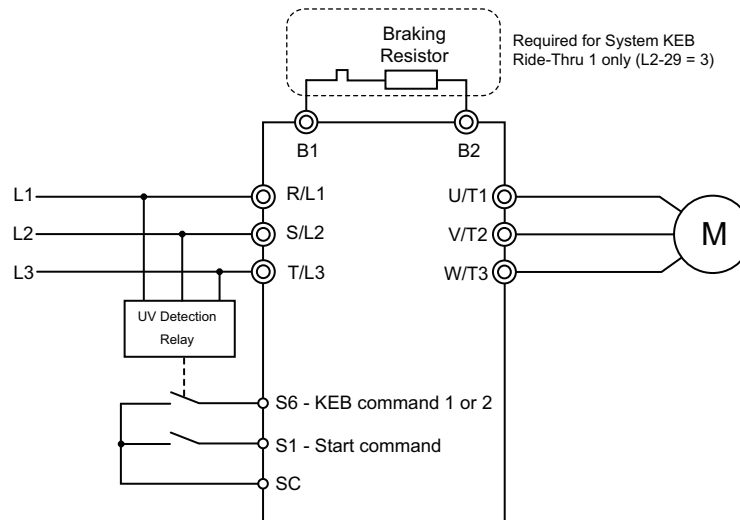 Braking
Resistor
Required for System KEB
Ride-Thru 1 only (L2-29 = 3)
B1
B2
L1
R/L1
U/T1
L2
S/L2
V/T2
M
L3
T/L3
W/T3
UV Detection
Relay
S6 - KEB command 1 or 2
S1 - Start command
SC